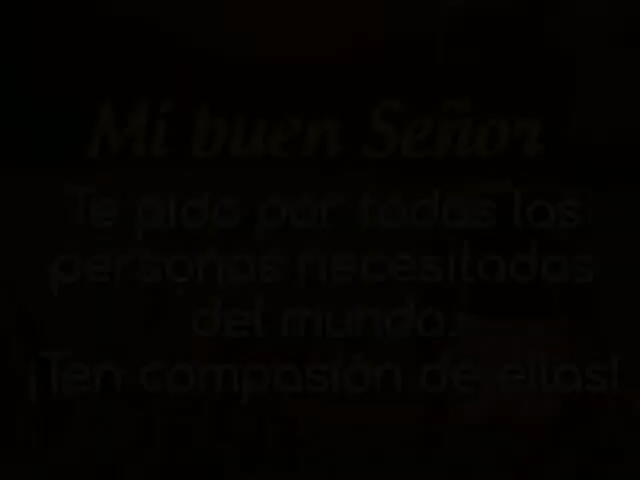 Mi buen Señor
Te pido por todas las
personas necesitadas
del mundo.
¡Ten compasión de ellas!